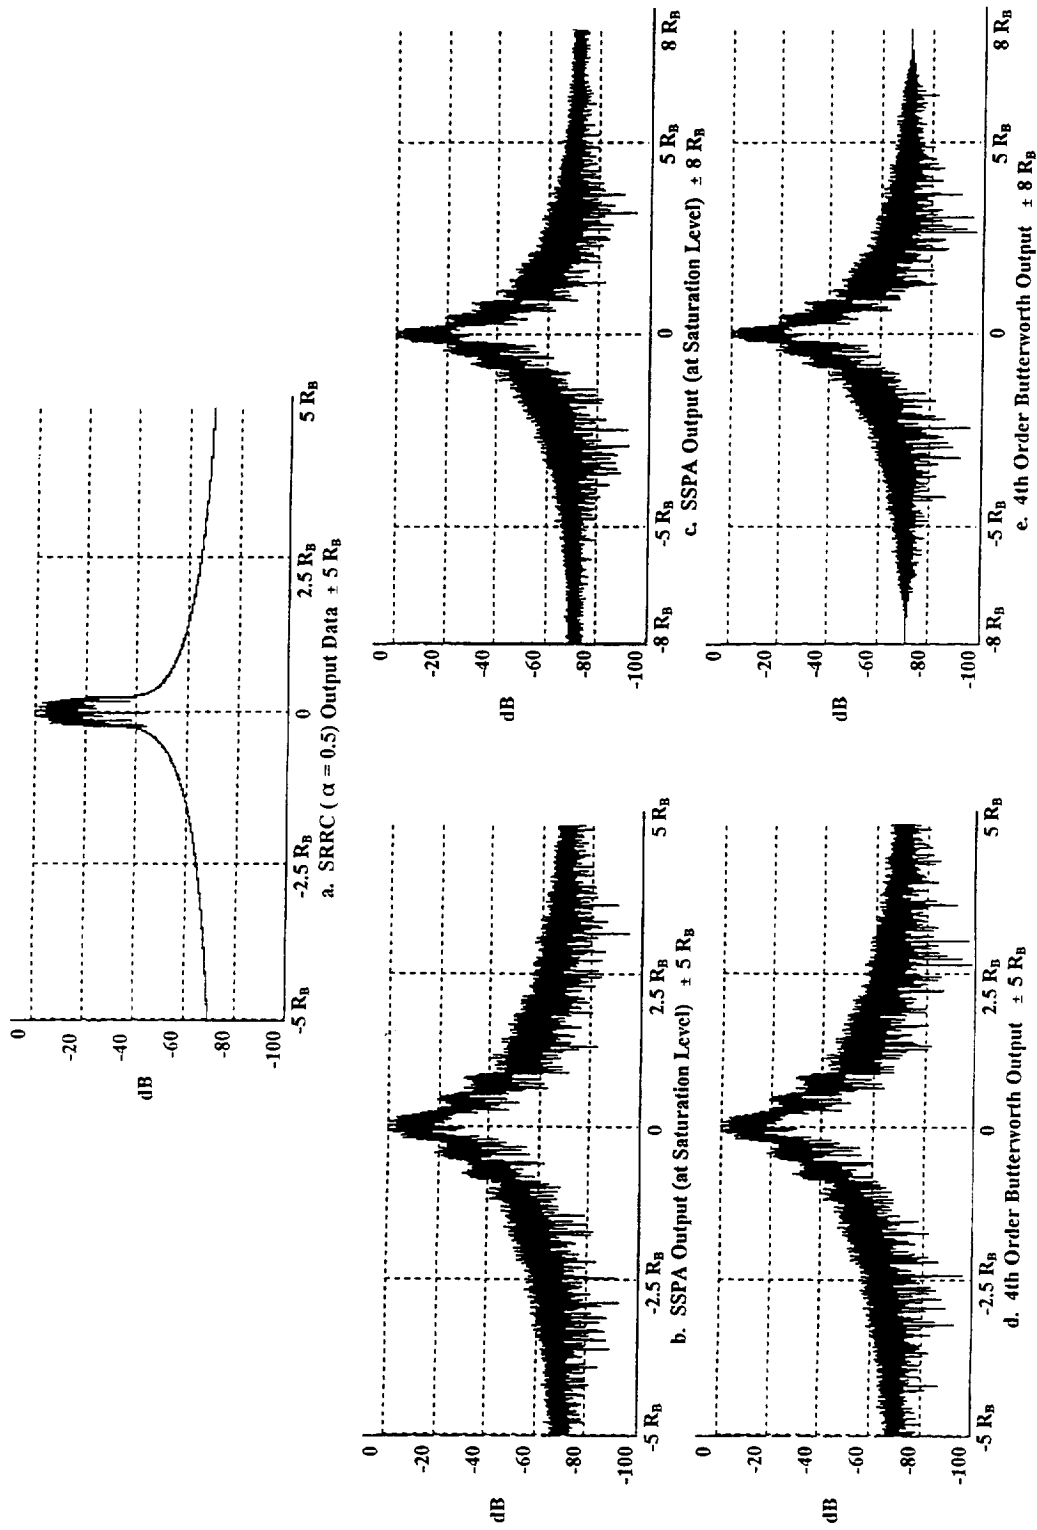 0
-20
-40
-60
-80
-100
dB
-5 R_B
-2.5 R_B
0
2.5 R_B
5 R_B
a. SRRC ( α = 0.5) Output Data ± 5 R_B
0
-20
-40
-60
-80
-100
dB
-5 R_B
-2.5 R_B
0
2.5 R_B
5 R_B
b. SSPA Output (at Saturation Level) ± 5 R_B
0
-20
-40
-60
-80
-100
dB
-8 R_B
-5 R_B
0
5 R_B
8 R_B
c. SSPA Output (at Saturation Level) ± 8 R_B
0
-20
-40
-60
-80
-100
dB
-5 R_B
-2.5 R_B
0
2.5 R_B
5 R_B
d. 4th Order Butterworth Output ± 5 R_B
0
-20
-40
-60
-80
-100
dB
-8 R_B
-5 R_B
0
5 R_B
8 R_B
e. 4th Order Butterworth Output ± 8 R_B